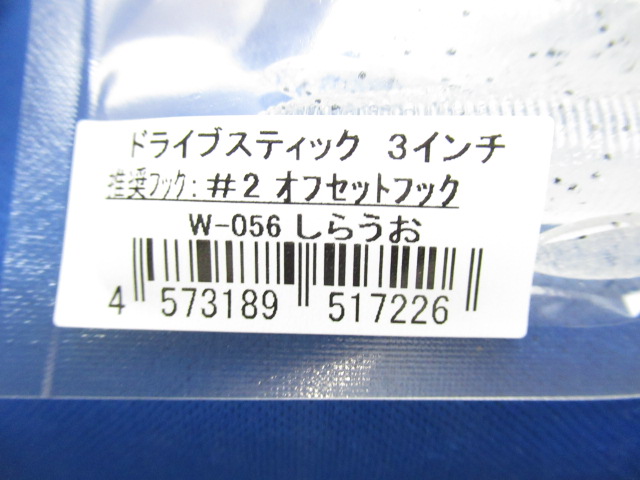 ドライブスティック 3インチ
推奨フック: #2 オフセットフック
W-056 しらうお
4 573189 517226